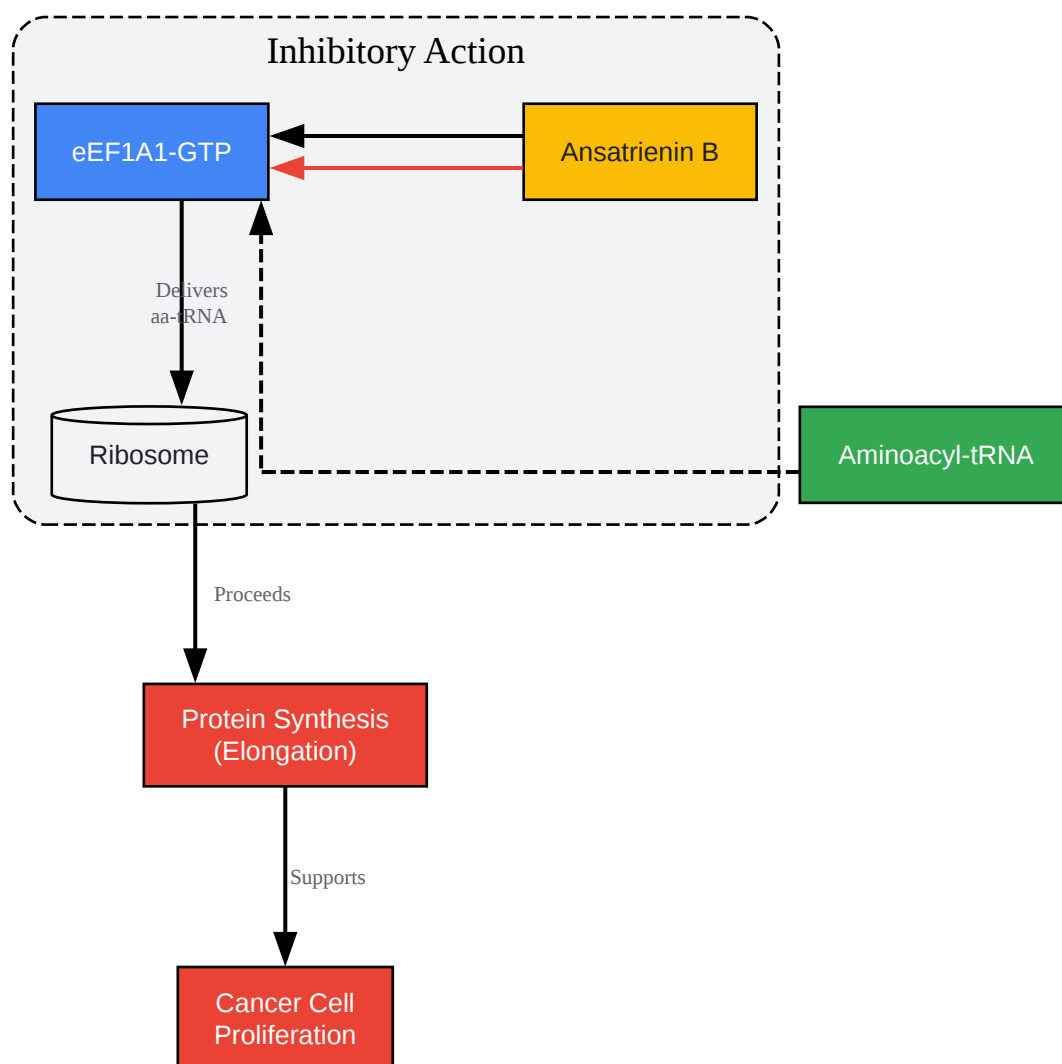 Inhibitory Action
eEF1A1-GTP
Ansatrienin B
Delivers
aa-tRNA
Ribosome
Aminoacyl-tRNA
Proceeds
Protein Synthesis
(Elongation)
Supports
Cancer Cell
Proliferation